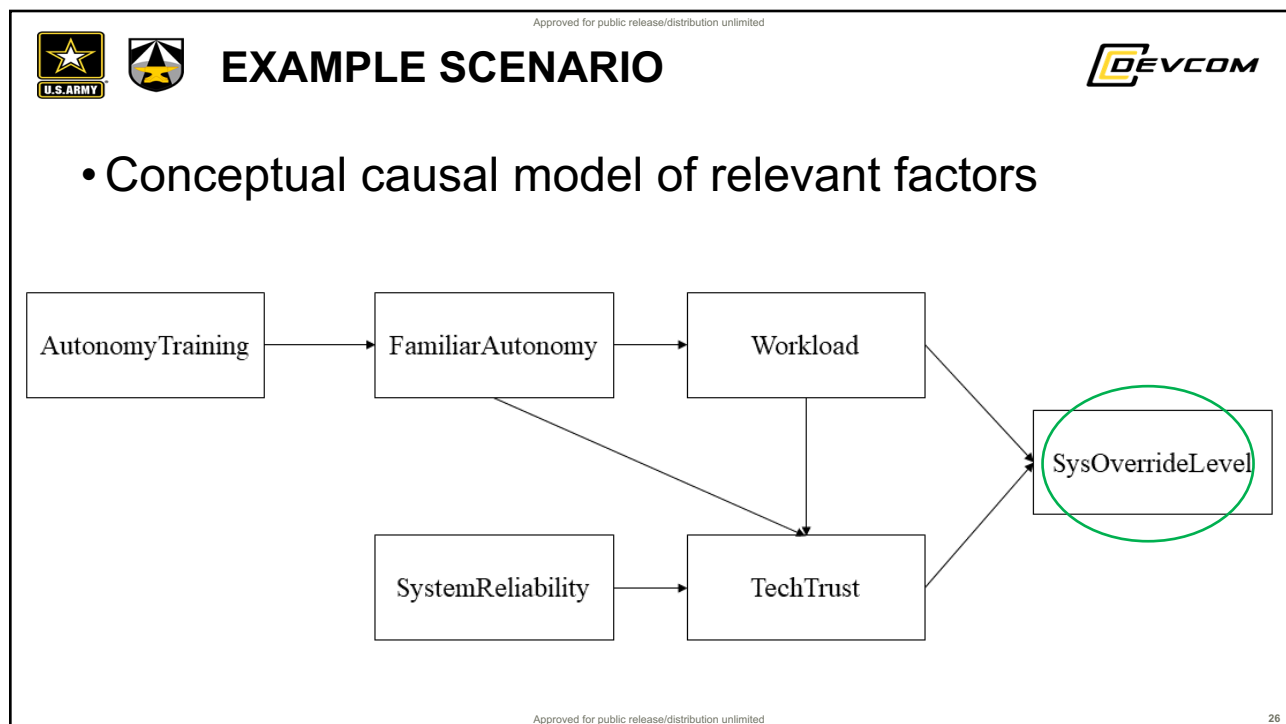 Approved for public release/distribution unlimited
U.S.ARMY
EXAMPLE SCENARIO
DEVCOM
• Conceptual causal model of relevant factors
AutonomyTraining
FamiliarAutonomy
Workload
SysOverrideLevel
SystemReliability
TechTrust
Approved for public release/distribution unlimited
26